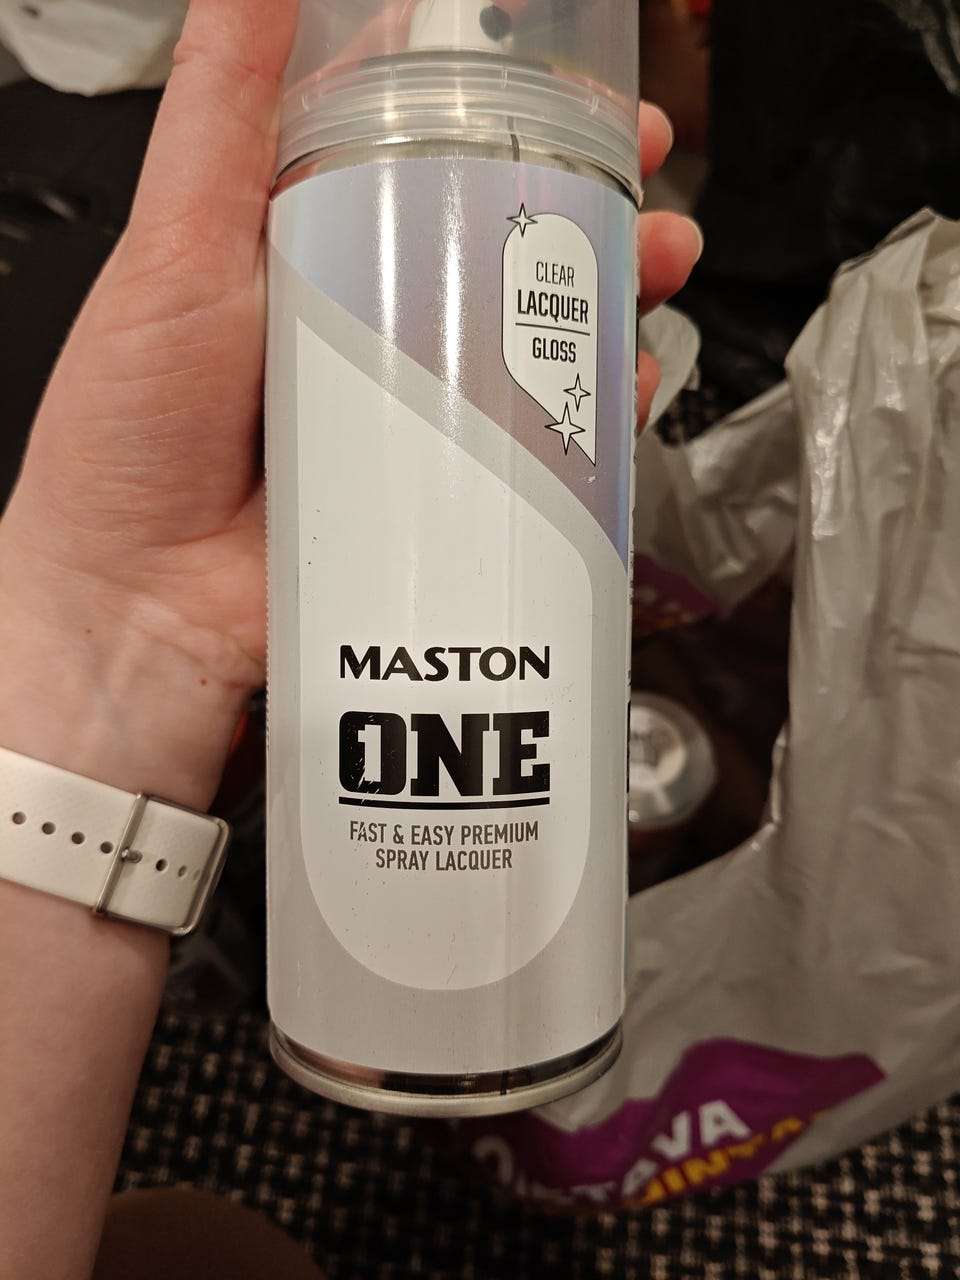 CLEAR
LACQUER
GLOSS
MASTON
ONE
FAST & EASY PREMIUM
SPRAY LACQUER